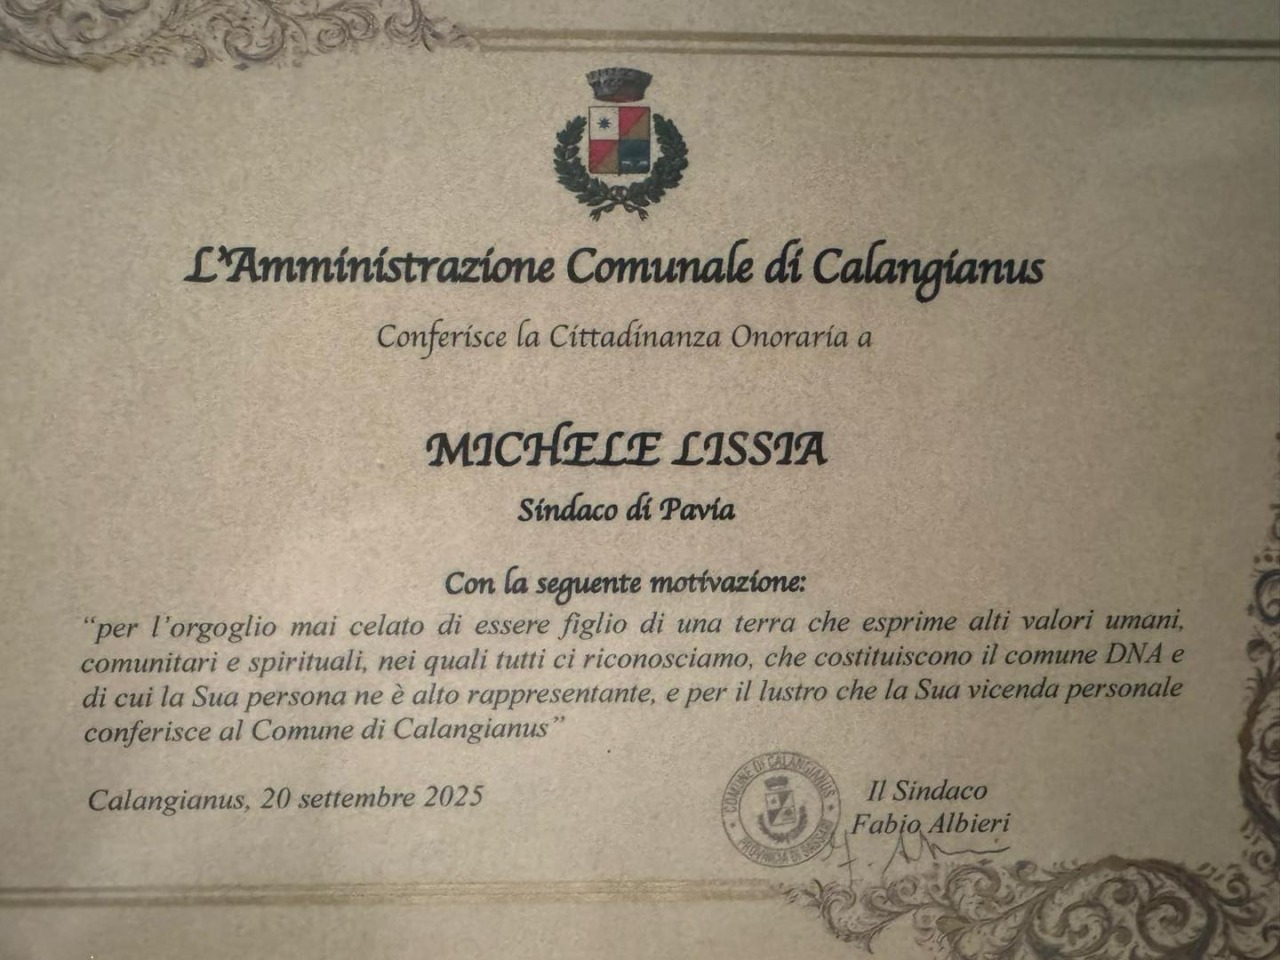 L'Amministrazione Comunale di Calangianus
Conferisce la Cittadinanza Onoraria a
MICHELE LISSIA
Sindaco di Pavia
Con la seguente motivazione:
“per l’orgoglio mai celato di essere figlio di una terra che esprime alti valori umani,
comunitari e spirituali, nei quali tutti ci riconosciamo, che costituiscono il comune DNA e
di cui la Sua persona ne è alto rappresentante, e per il lustro che la Sua vicenda personale
conferisce al Comune di Calangianus”
Calangianus, 20 settembre 2025
COMUNE DI CALANGIANUS
PROVINCIA DI SASSARI
Il Sindaco
Fabio Albieri